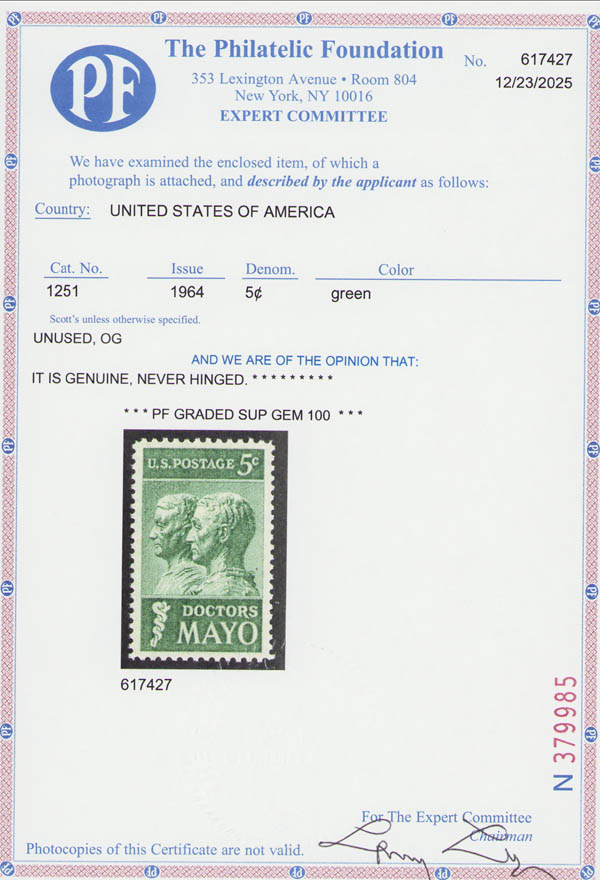 PF
The Philatelic Foundation
No. 617427
353 Lexington Avenue • Room 804
12/23/2025
New York, NY 10016
EXPERT COMMITTEE
We have examined the enclosed item, of which a
photograph is attached, and described by the applicant as follows:
Country: UNITED STATES OF AMERICA
Cat. No. Issue Denom. Color
1251 1964 5¢ green
Scott's unless otherwise specified.
UNUSED, OG
AND WE ARE OF THE OPINION THAT:
IT IS GENUINE, NEVER HINGED. * * * * * * * * *
* * * PF GRADED SUP GEM 100 * * *
U.S. POSTAGE 5c
DOCTORS
MAYO
617427
N 379985
For The Expert Committee
Chairman
Photocopies of this Certificate are not valid.